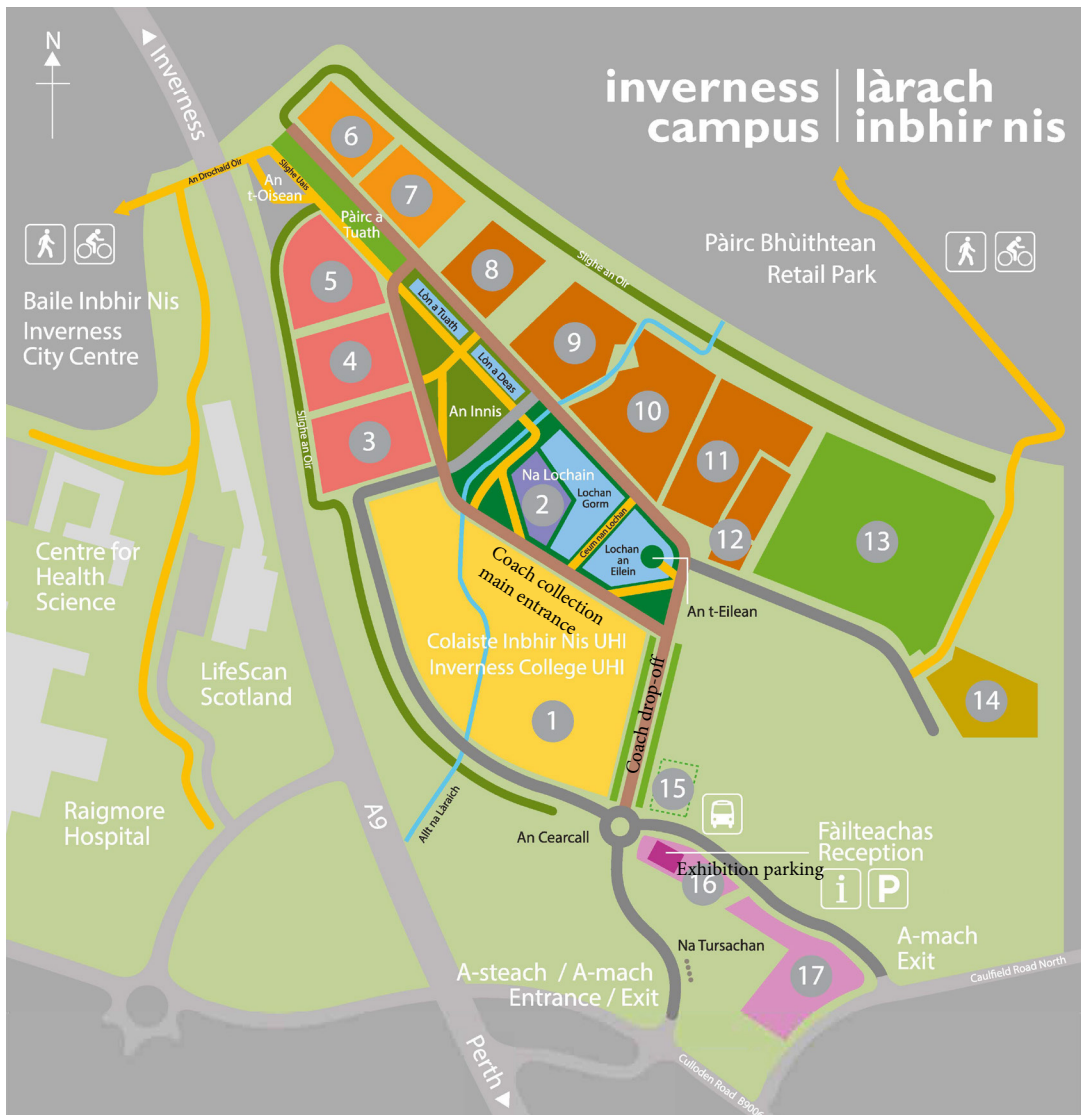 N
Inverness
inverness
campus
làrach
inbhir nis
An Drochaid Òir
Slighe Uais
An
t-Oisean
6
7
Pàirc a
Tuath
8
Slighe an Oir
Pàirc Bhùithtean
Retail Park
Baile Inbhir Nis
Inverness
City Centre
5
4
3
Slighe an Oir
Lòn a Tuath
Lòn a Deas
An Innis
9
10
11
12
13
Na Lochain
2
Lochan
Gorm
Ceum nan Lochan
Lochan
an
Eilein
An t-Eilean
Centre for
Health
Science
LifeScan
Scotland
Raigmore
Hospital
Coach collection
main entrance
Colaiste Inbhir Nis UHI
Inverness College UHI
1
Coach drop-off
14
15
A9
Allt na Làraich
An Cearcall
Fàilteachas
Reception
Exhibition parking
16
i
P
Na Tursachan
17
A-mach
Exit
A-steach / A-mach
Entrance / Exit
Caulfield Road North
Culloden Road B9006
Perth